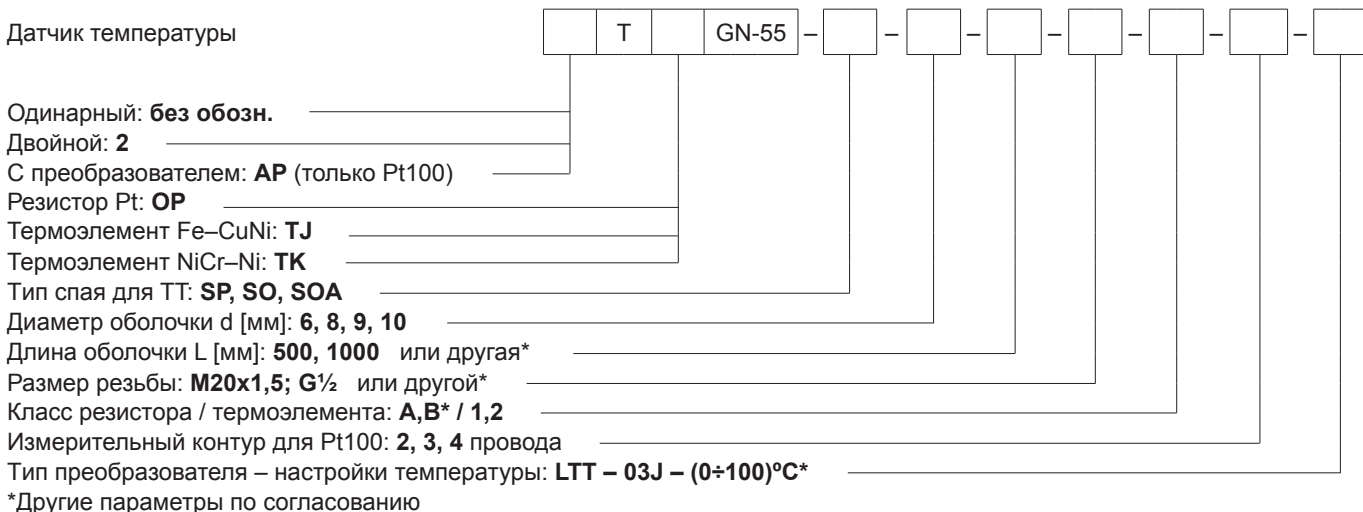 Датчик температуры T GN-55 – – – – – – –
Одинарный: без обозн.
Двойной: 2
С преобразователем: AP (только Pt100)
Резистор Pt: OP
Термоэлемент Fe–CuNi: TJ
Термоэлемент NiCr–Ni: TK
Тип спая для TT: SP, SO, SOA
Диаметр оболочки d [мм]: 6, 8, 9, 10
Длина оболочки L [мм]: 500, 1000 или другая*
Размер резьбы: M20x1,5; G½ или другой*
Класс резистора / термоэлемента: A,B* / 1,2
Измерительный контур для Pt100: 2, 3, 4 провода
Тип преобразователя – настройки температуры: LTT – 03J – (0÷100)ºC*
*Другие параметры по согласованию